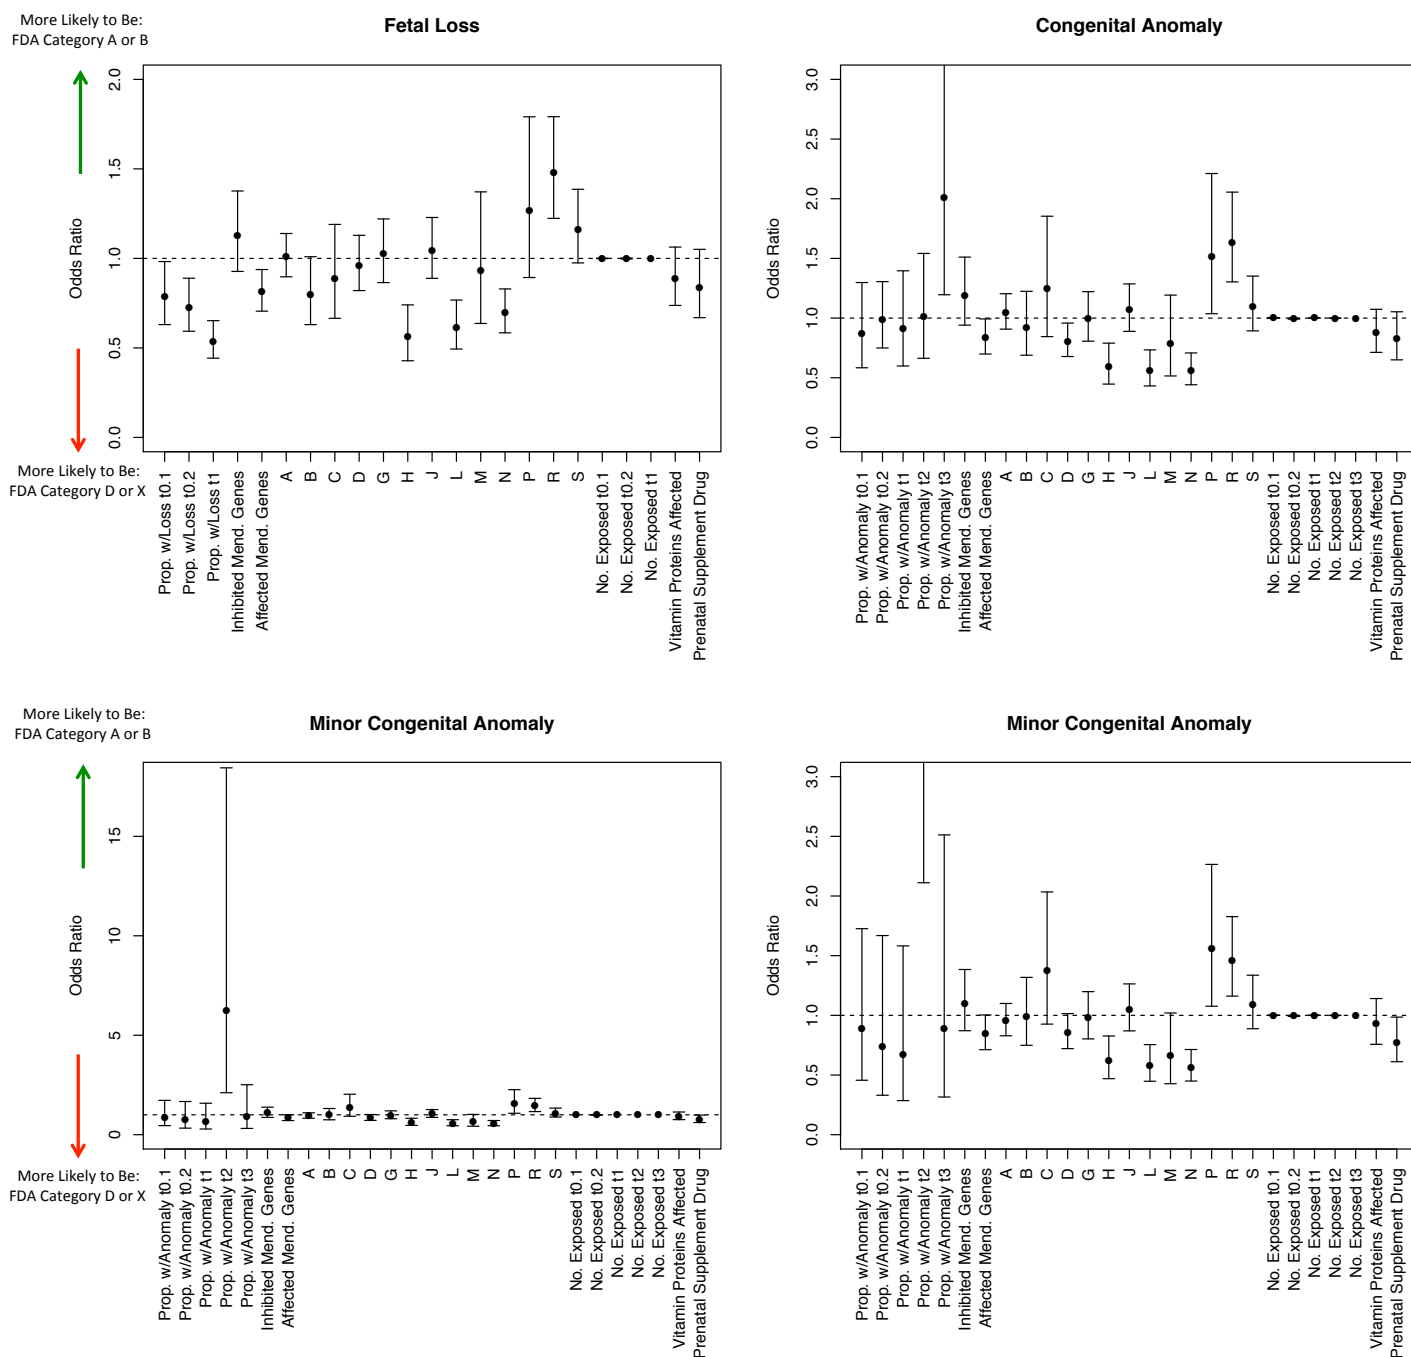 More Likely to Be:
FDA Category A or B
Fetal Loss
Odds Ratio
2.0
1.5
1.0
0.5
0.0
More Likely to Be:
FDA Category D or X
Prop. w/Loss t0.1
Prop. w/Loss t0.2
Prop. w/Loss t1
Inhibited Mend. Genes
Affected Mend. Genes
A
B
C
D
G
H
J
L
M
N
P
R
S
No. Exposed t0.1
No. Exposed t0.2
No. Exposed t1
Vitamin Proteins Affected
Prenatal Supplement Drug
Congenital Anomaly
Odds Ratio
3.0
2.5
2.0
1.5
1.0
0.5
0.0
Prop. w/Anomaly t0.1
Prop. w/Anomaly t0.2
Prop. w/Anomaly t1
Prop. w/Anomaly t2
Prop. w/Anomaly t3
Inhibited Mend. Genes
Affected Mend. Genes
A
B
C
D
G
H
J
L
M
N
P
R
S
No. Exposed t0.1
No. Exposed t0.2
No. Exposed t1
No. Exposed t2
No. Exposed t3
Vitamin Proteins Affected
Prenatal Supplement Drug
More Likely to Be:
FDA Category A or B
Minor Congenital Anomaly
Odds Ratio
15
10
5
0
More Likely to Be:
FDA Category D or X
Prop. w/Anomaly t0.1
Prop. w/Anomaly t0.2
Prop. w/Anomaly t1
Prop. w/Anomaly t2
Prop. w/Anomaly t3
Inhibited Mend. Genes
Affected Mend. Genes
A
B
C
D
G
H
J
L
M
N
P
R
S
No. Exposed t0.1
No. Exposed t0.2
No. Exposed t1
No. Exposed t2
No. Exposed t3
Vitamin Proteins Affected
Prenatal Supplement Drug
Minor Congenital Anomaly
Odds Ratio
3.0
2.5
2.0
1.5
1.0
0.5
0.0
Prop. w/Anomaly t0.1
Prop. w/Anomaly t0.2
Prop. w/Anomaly t1
Prop. w/Anomaly t2
Prop. w/Anomaly t3
Inhibited Mend. Genes
Affected Mend. Genes
A
B
C
D
G
H
J
L
M
N
P
R
S
No. Exposed t0.1
No. Exposed t0.2
No. Exposed t1
No. Exposed t2
No. Exposed t3
Vitamin Proteins Affected
Prenatal Supplement Drug